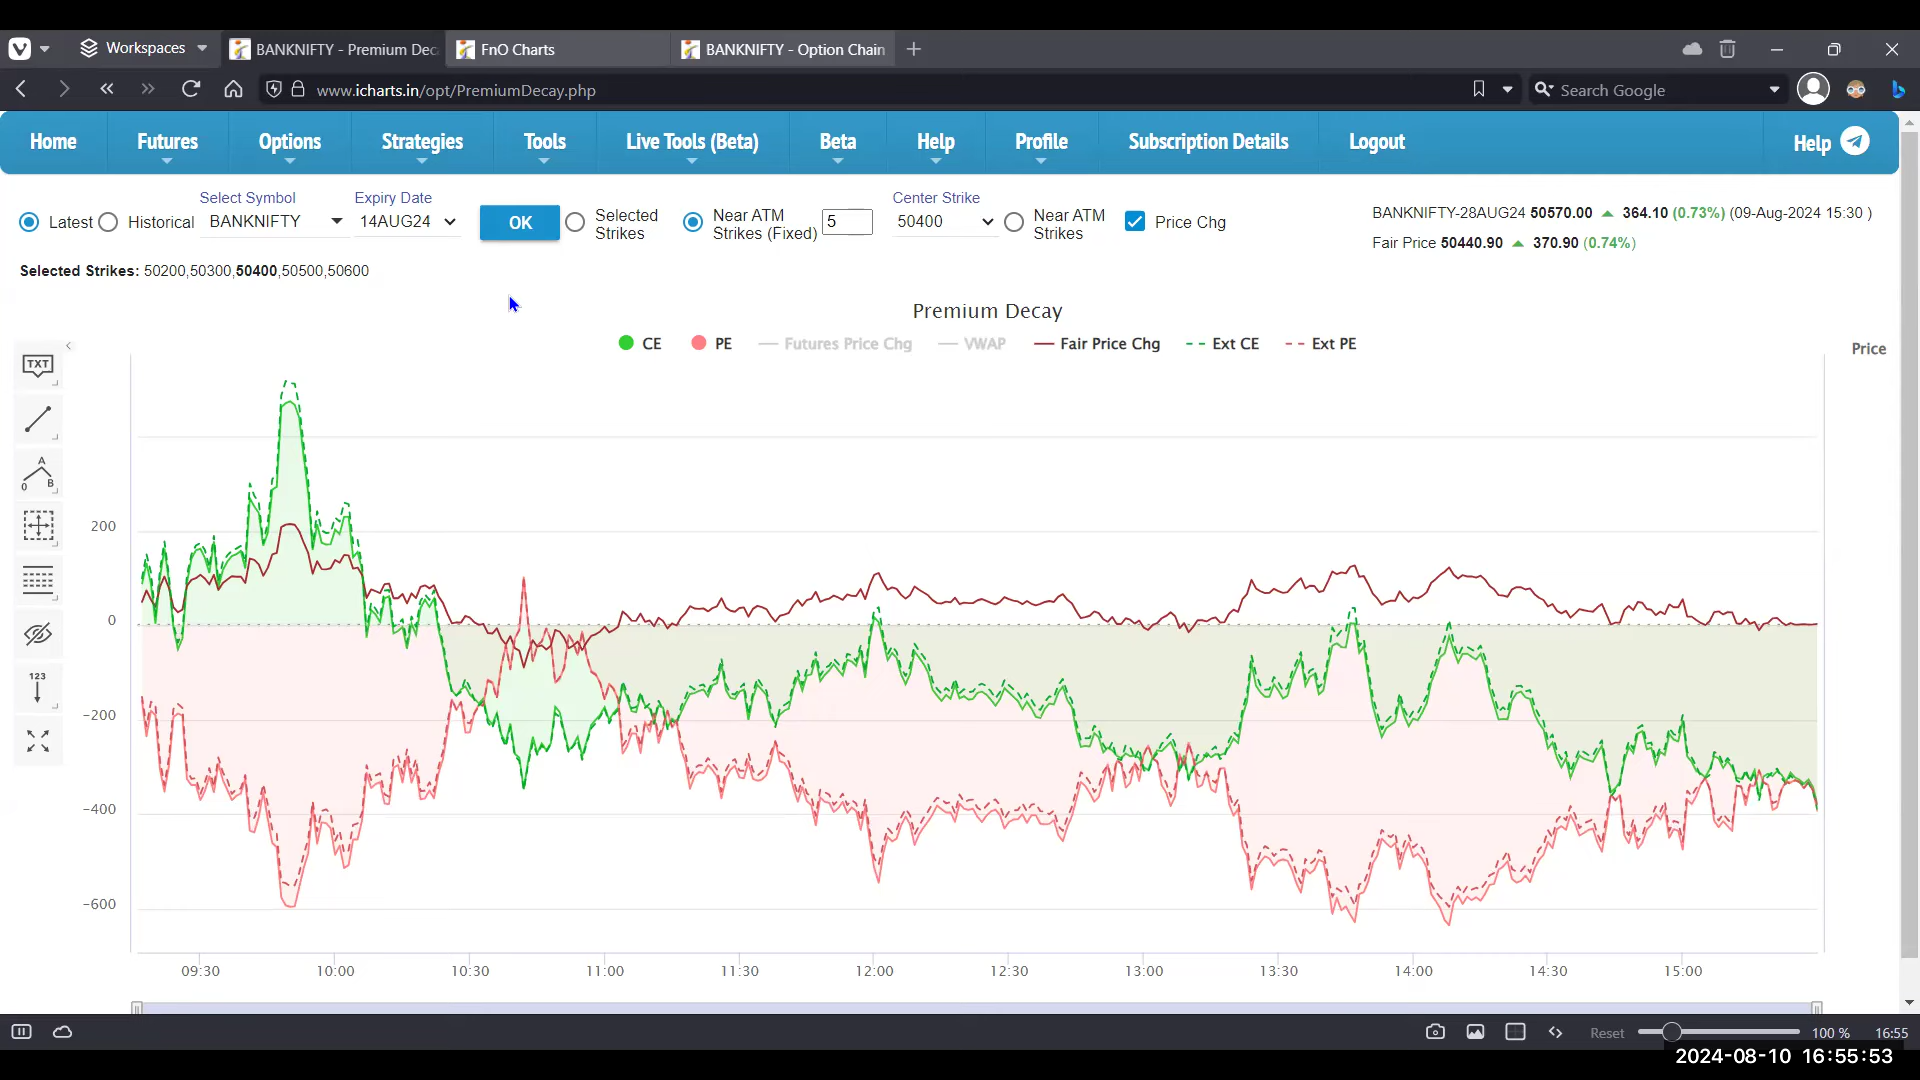 Workspaces
BANKNIFTY - Premium Dec
FnO Charts
BANKNIFTY - Option Chain
www.icharts.in/opt/PremiumDecay.php
Search Google
Home
Futures
Options
Strategies
Tools
Live Tools (Beta)
Beta
Help
Profile
Subscription Details
Logout
Help
Select Symbol
Expiry Date
Center Strike
Latest
Historical
BANKNIFTY
14AUG24
OK
Selected
Strikes
Near ATM
Strikes (Fixed)
5
50400
Near ATM
Strikes
Price Chg
BANKNIFTY-28AUG24 50570.00 ▲ 364.10 (0.73%) (09-Aug-2024 15:30 )
Fair Price 50440.90 ▲ 370.90 (0.74%)
Selected Strikes: 50200,50300,50400,50500,50600
Premium Decay
CE
PE
Futures Price Chg
VWAP
Fair Price Chg
Ext CE
Ext PE
Price
TXT
A
0 B
123
200
0
-200
-400
-600
09:30
10:00
10:30
11:00
11:30
12:00
12:30
13:00
13:30
14:00
14:30
15:00
Reset
100 %
16:55
2024-08-10 16:55:53